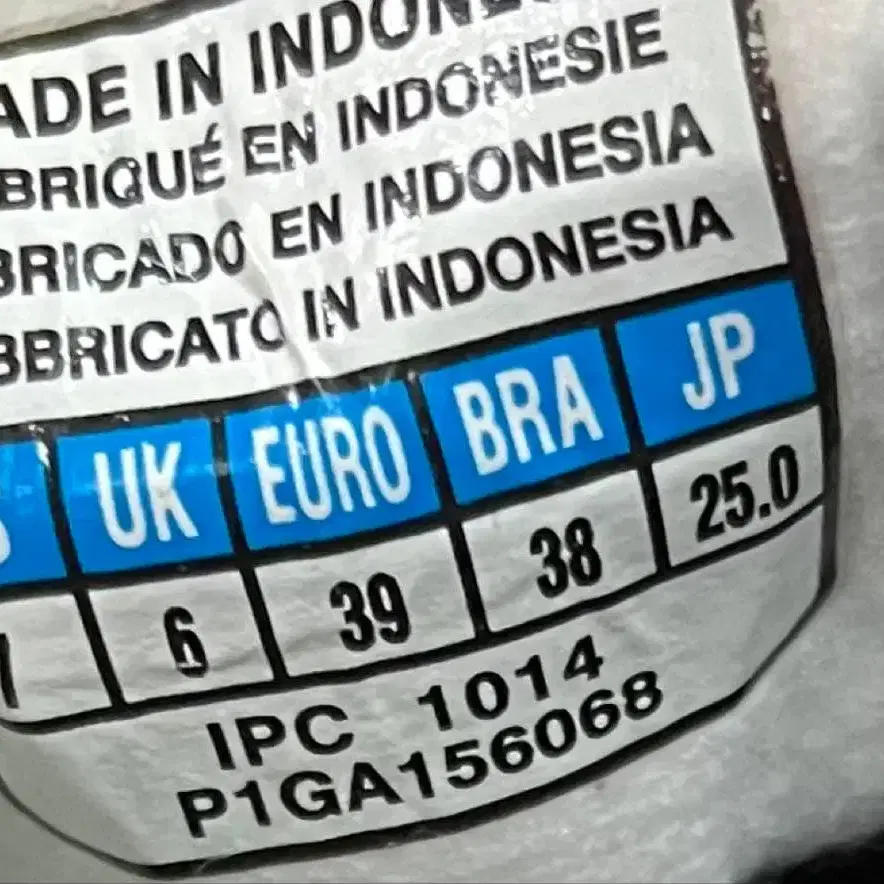 ADE IN INDONES
BRIQUÉ EN INDONESIE
BRICADO EN INDONESIA
BBRICATO IN INDONESIA
UK EURO BRA JP
6 39 38 25.0
IPC 1014
P1GA156068